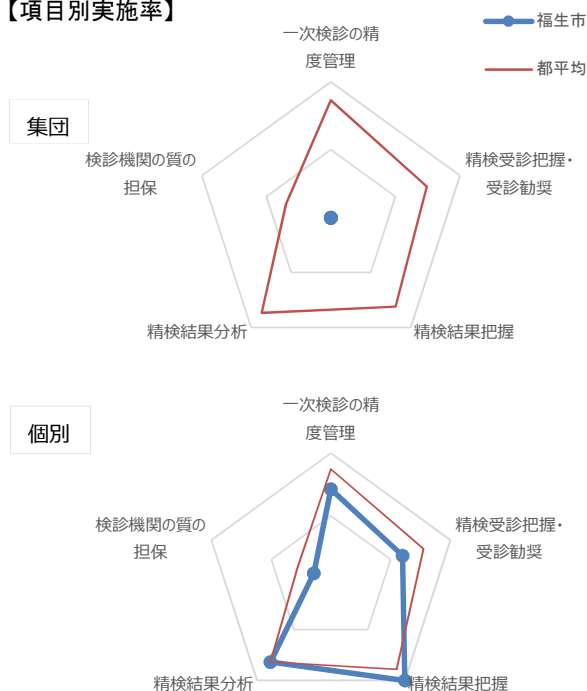 【項目別実施率】
福生市
都平均
集団
一次検診の精
度管理
検診機関の質の
担保
精検受診把握・
受診勧奨
精検結果分析
精検結果把握
個別
一次検診の精
度管理
検診機関の質の
担保
精検受診把握・
受診勧奨
精検結果分析
精検結果把握